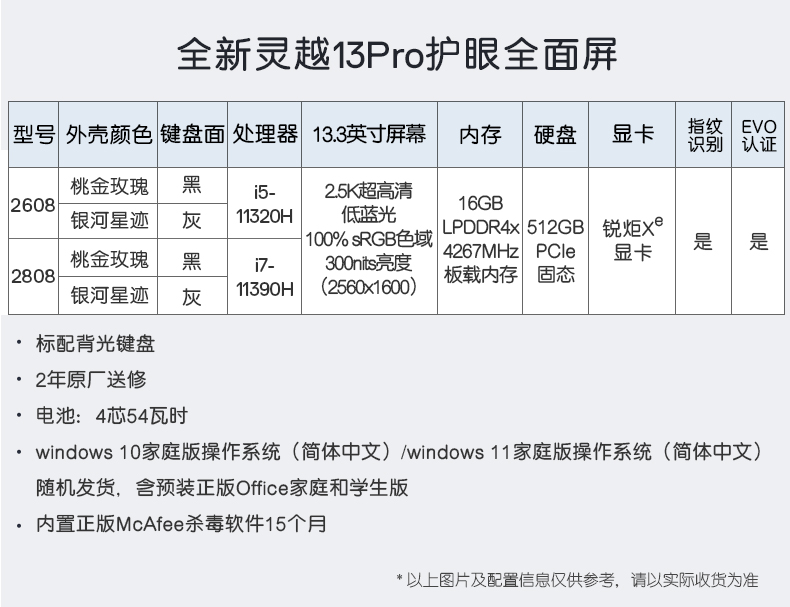 全新灵越13Pro护眼全面屏
型号 外壳颜色 键盘面 处理器 13.3英寸屏幕 内存 硬盘 显卡 指纹识别 EVO认证
2608
桃金玫瑰 黑
银河星迹 灰
i5-
11320H
2808
桃金玫瑰 黑
银河星迹 灰
i7-
11390H
2.5K超高清
低蓝光
100% sRGB色域
300nits亮度
（2560x1600）
16GB
LPDDR4x
4267MHz
板载内存
512GB
PCIe
固态
锐炬Xe
显卡
是
是
· 标配背光键盘
· 2年原厂送修
· 电池：4芯54瓦时
· windows 10家庭版操作系统（简体中文）/windows 11家庭版操作系统（简体中文）
随机发货，含预装正版Office家庭和学生版
· 内置正版McAfee杀毒软件15个月
*以上图片及配置信息仅供参考，请以实际收货为准